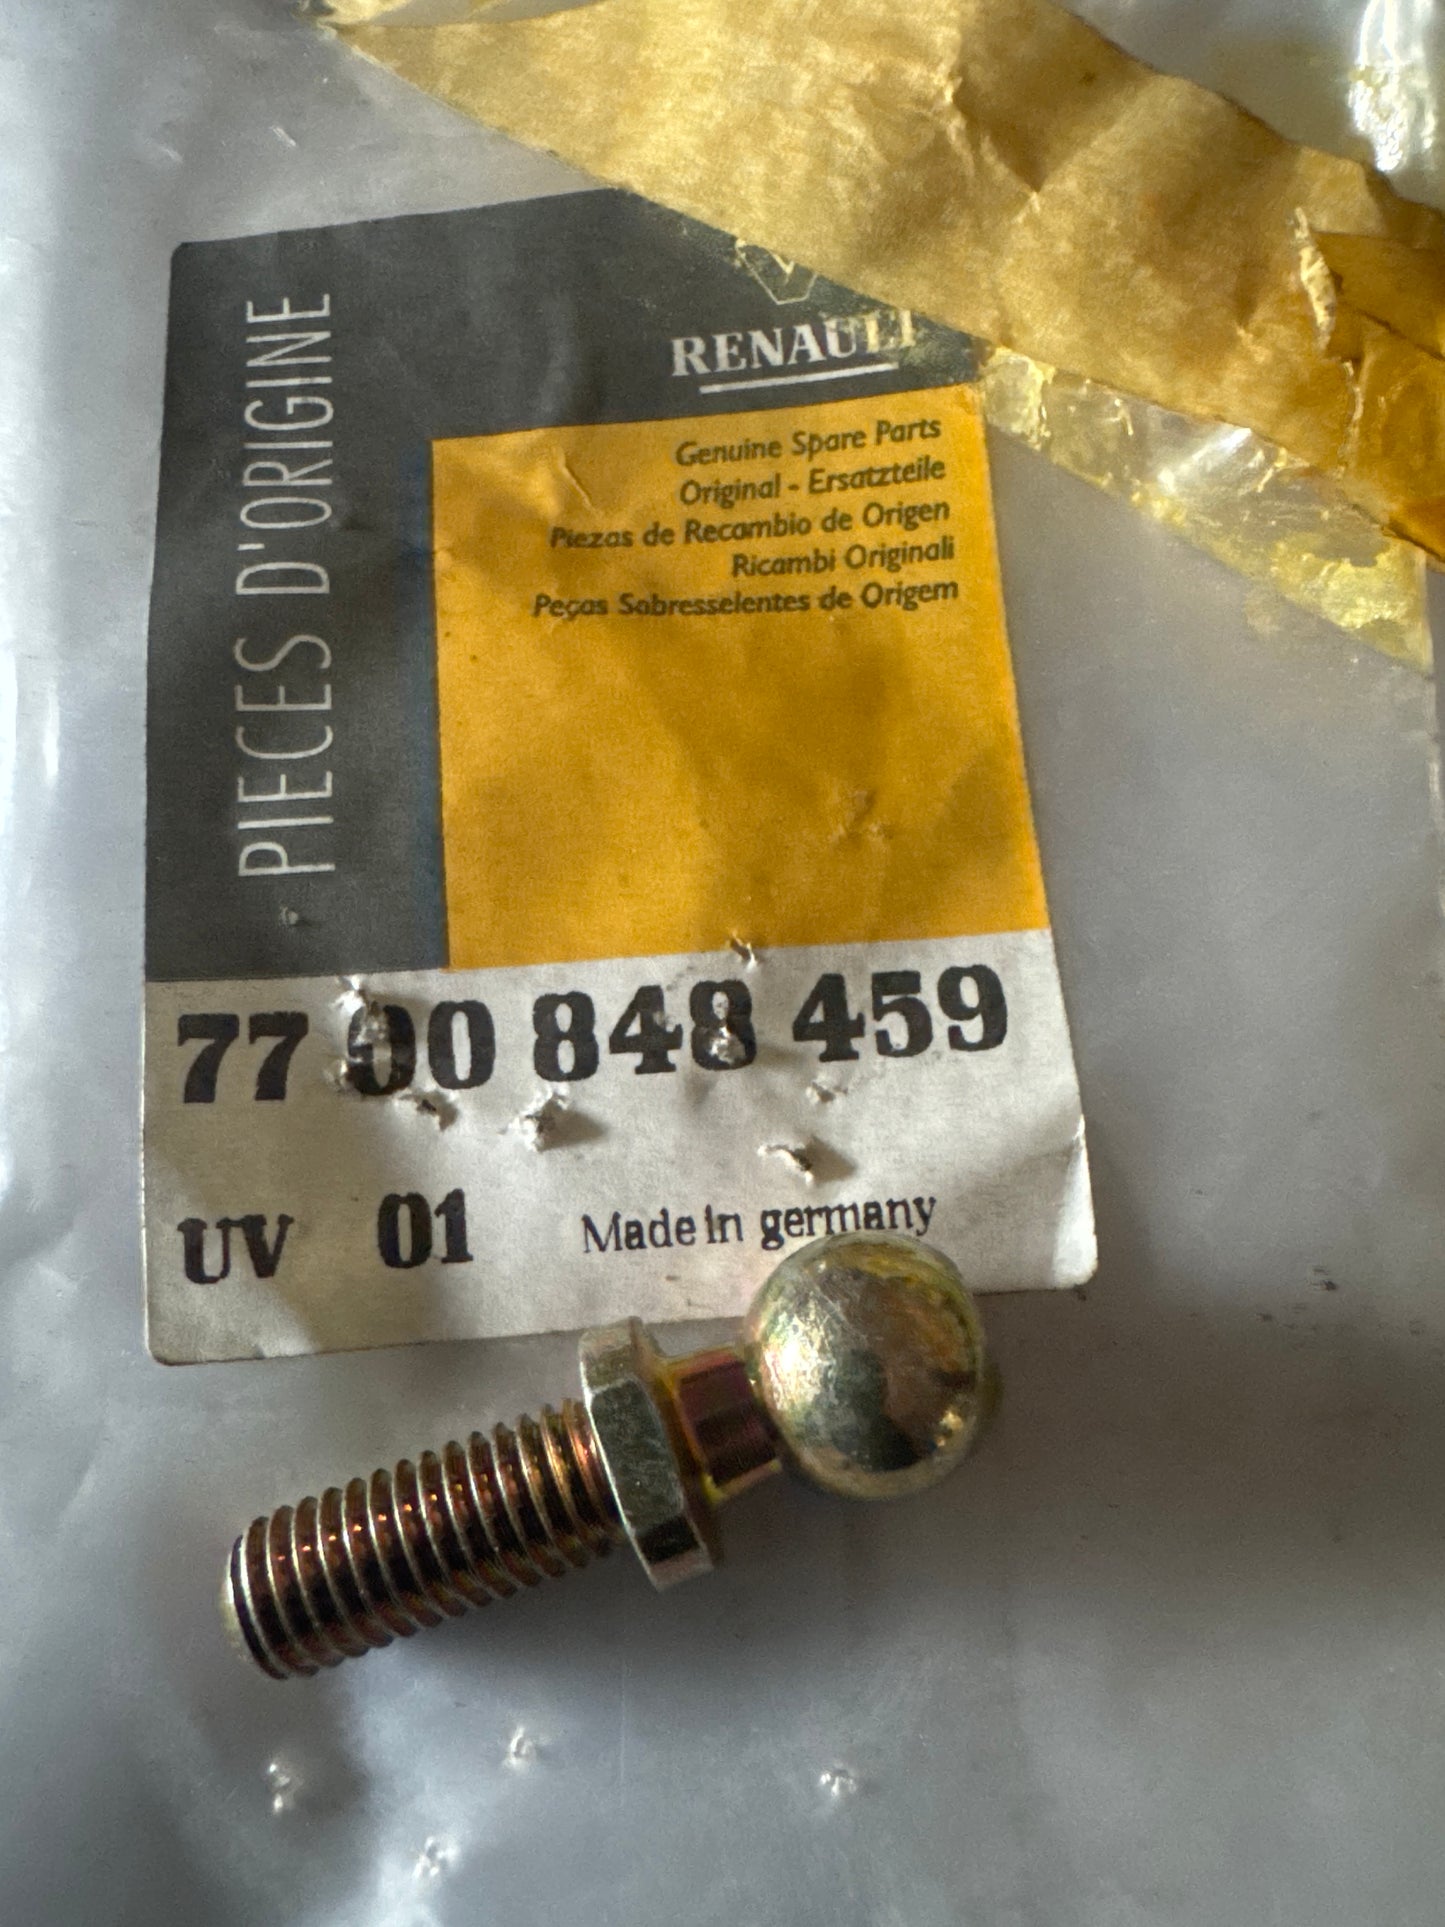 PIECES D'ORIGINE
RENAULT
Genuine Spare Parts
Original - Ersatzteile
Piezas de Recambio de Origen
Ricambi Originali
Peças Sobresselentes de Origem
77 00 848 459
UV 01 Made in germany